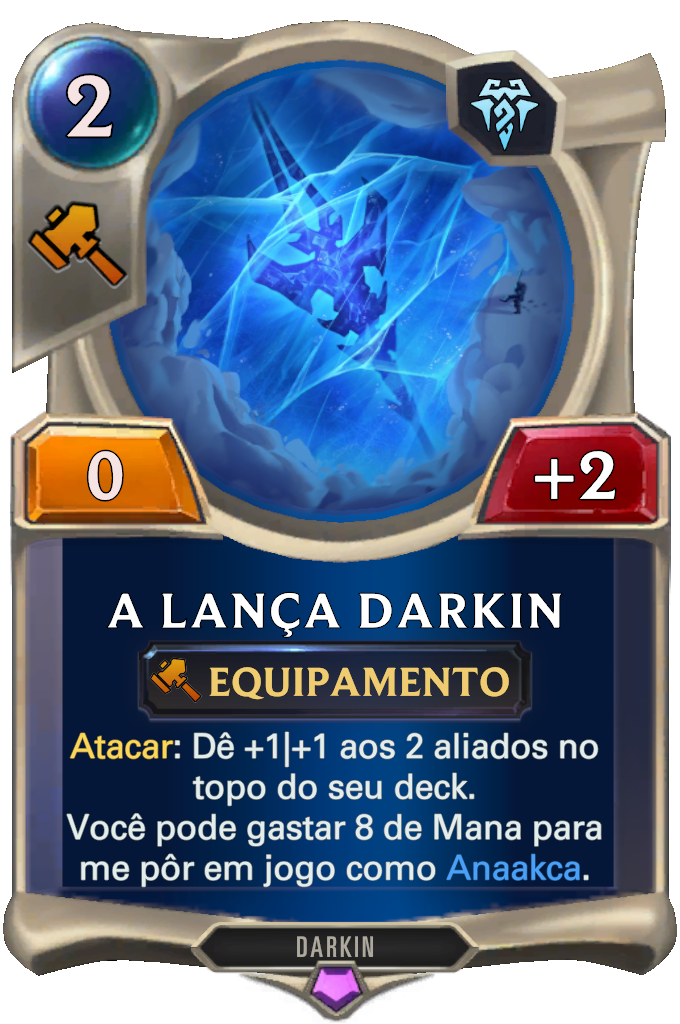 2
0
+2
A LANÇA DARKIN
EQUIPAMENTO
Atacar: Dê +1|+1 aos 2 aliados no
topo do seu deck.
Você pode gastar 8 de Mana para
me pôr em jogo como Anaakca.
DARKIN